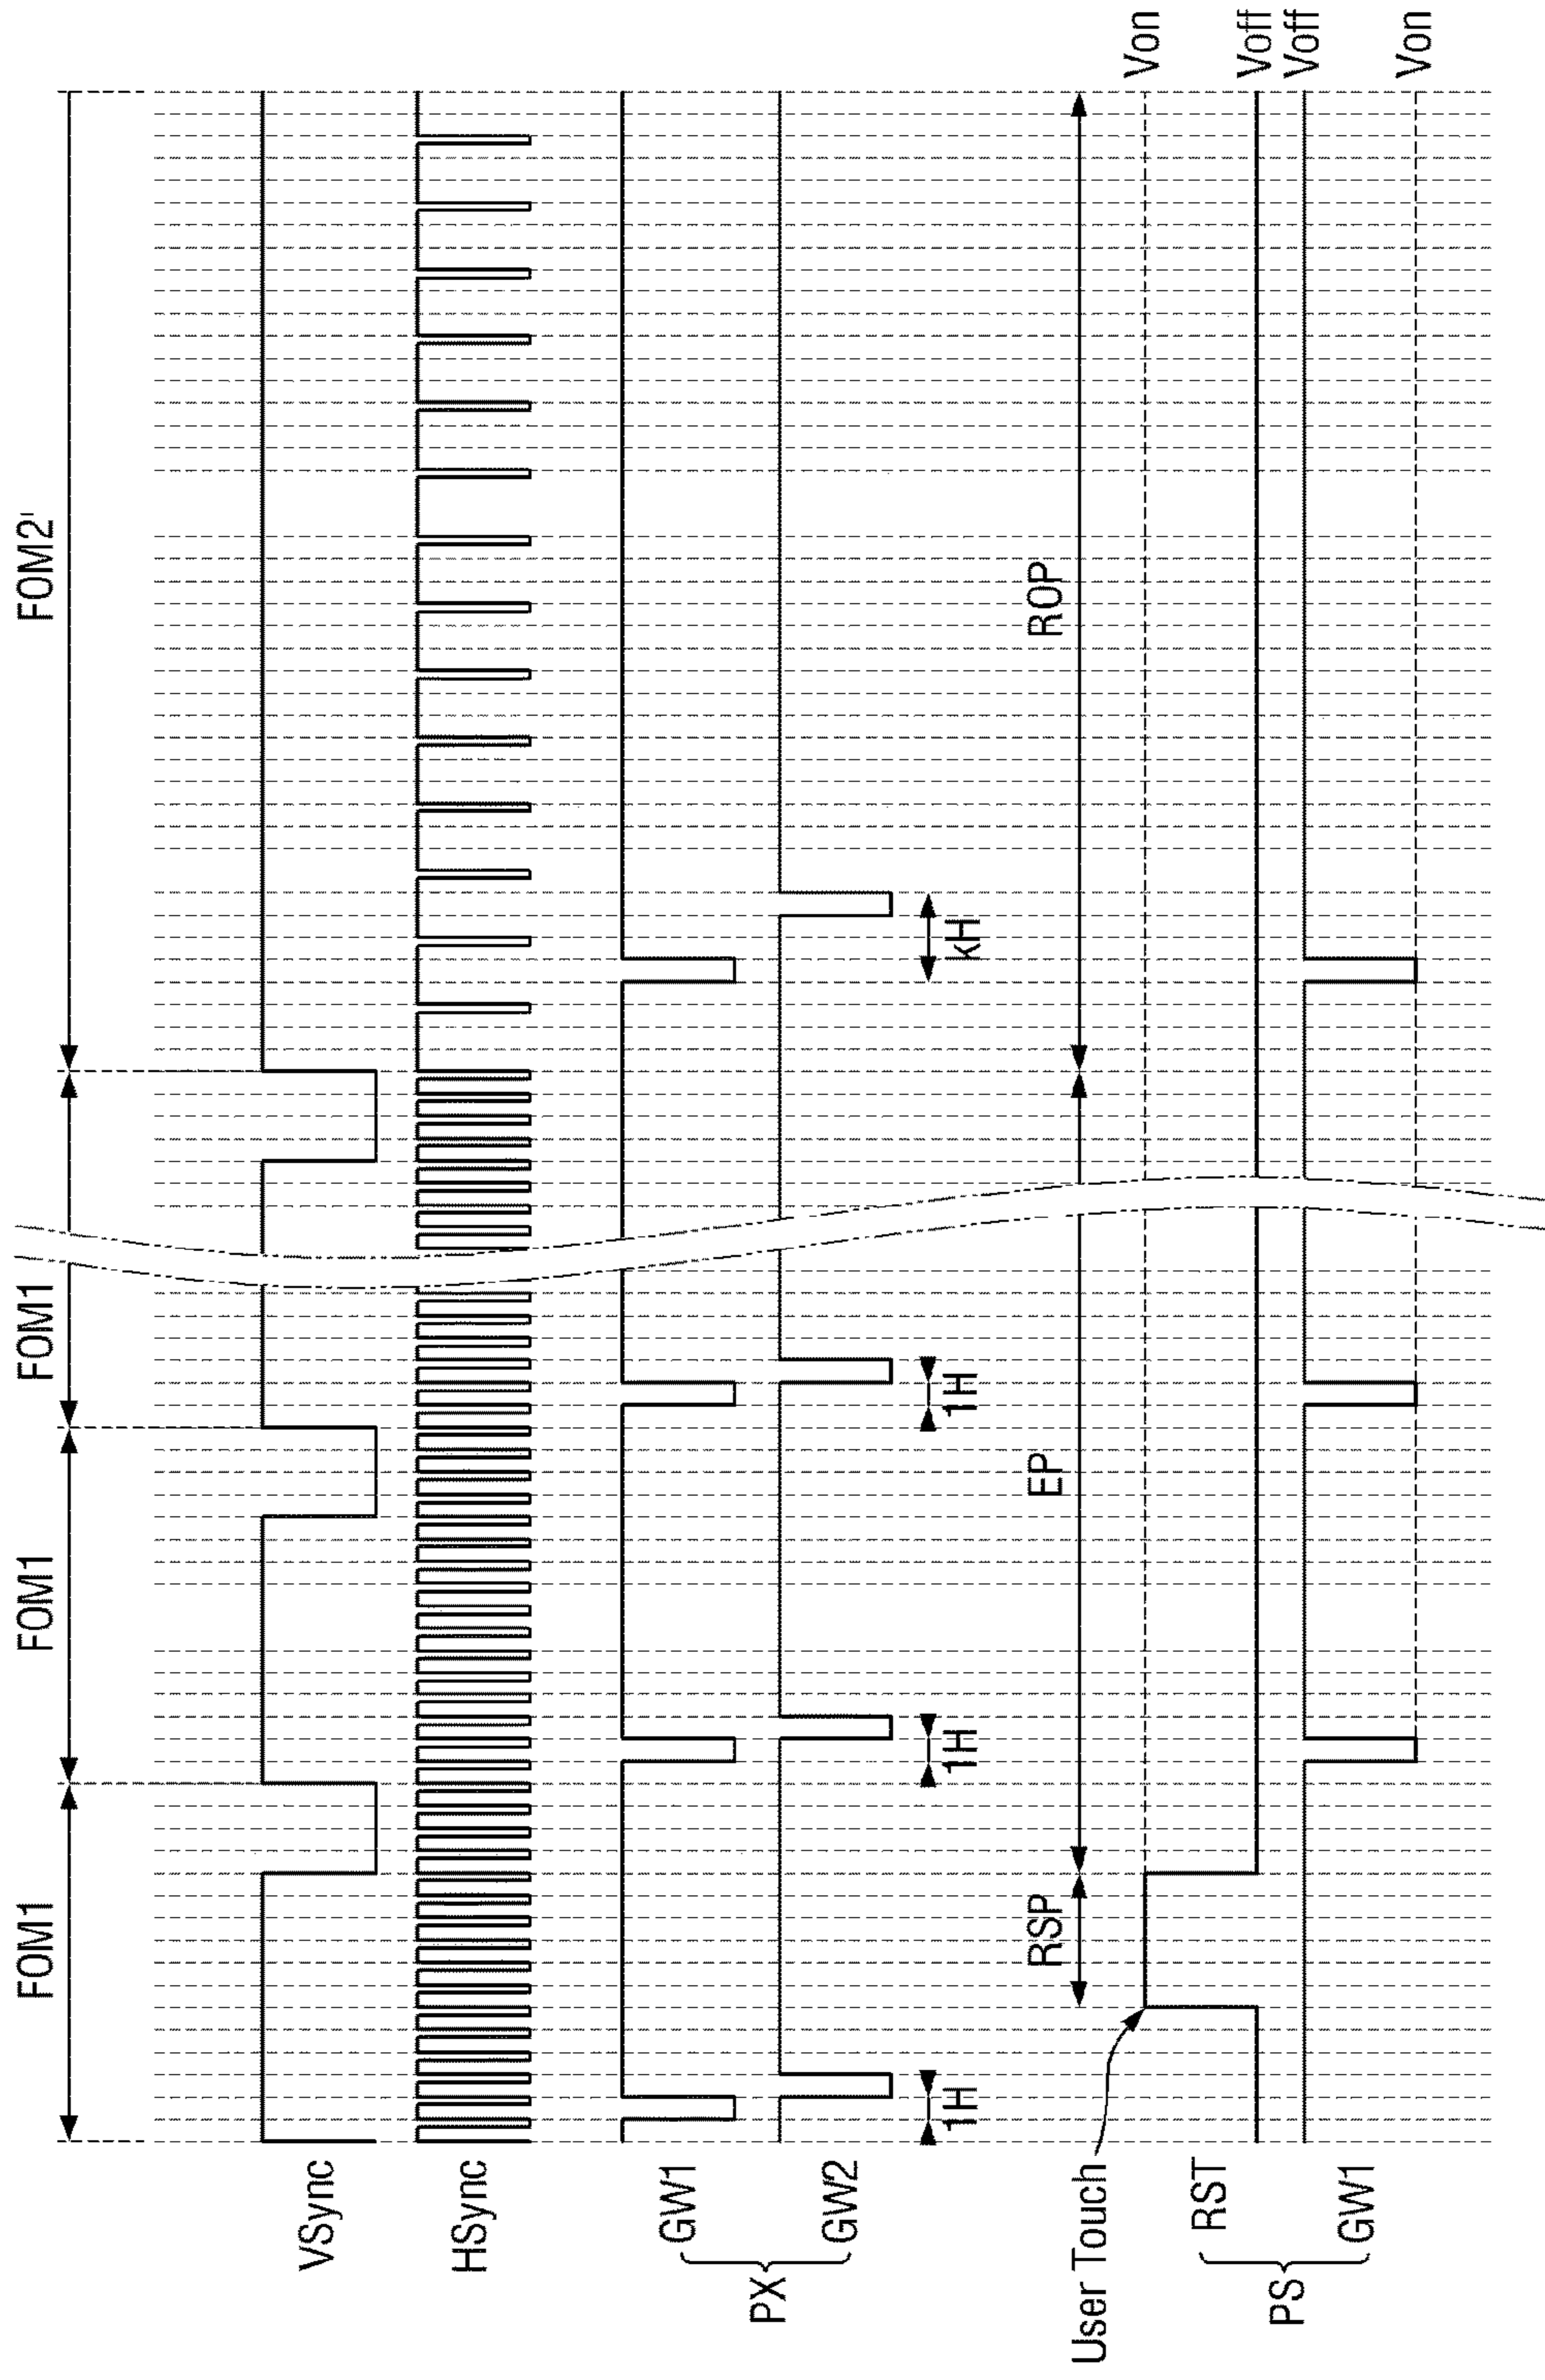 FOM1
FOM1
FOM1
FOM2'
VSync
HSync
PX
GW1
GW2
1H
1H
1H
kH
RSP
EP
ROP
User Touch
PS
RST
Von
Voff
GW1
Voff
Von